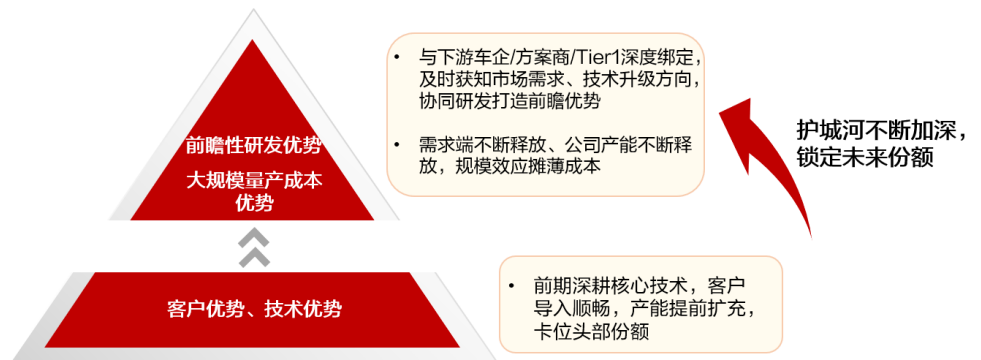 前瞻性研发优势
大规模量产成本
优势
• 与下游车企/方案商/Tier1深度绑定，
及时获知市场需求、技术升级方向，
协同研发打造前瞻优势
• 需求端不断释放、公司产能不断释
放，规模效应摊薄成本
护城河不断加深，
锁定未来份额
客户优势、技术优势
• 前期深耕核心技术，客户
导入顺畅，产能提前扩充，
卡位头部份额